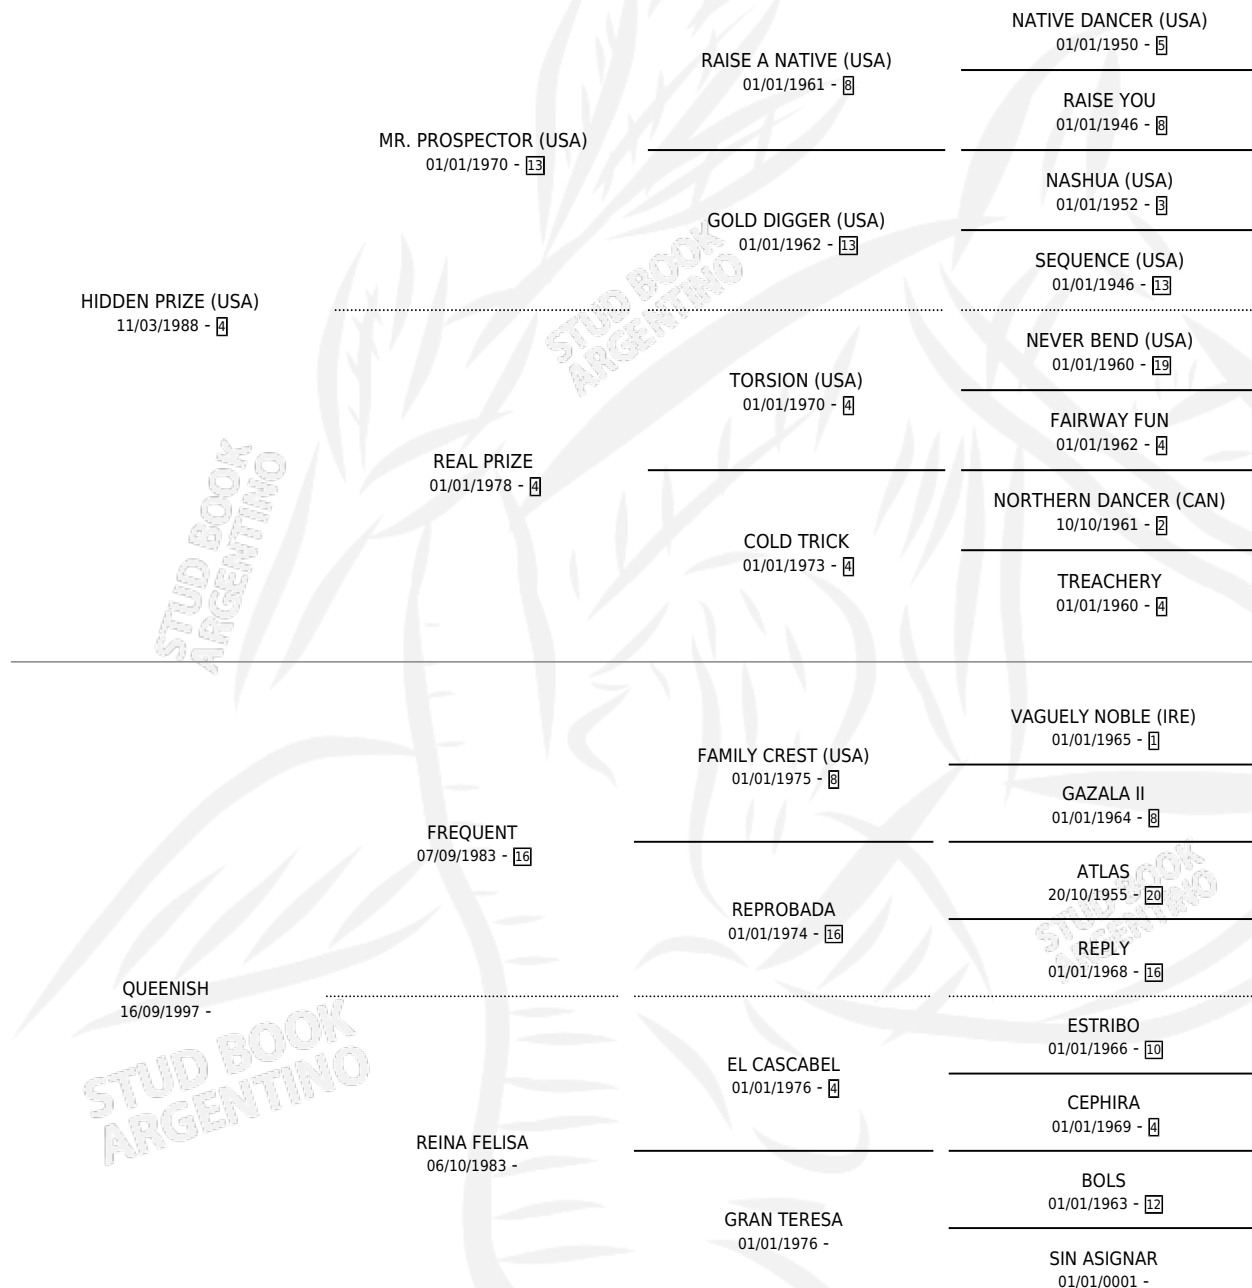 NATIVE DANCER (USA)
01/01/1950 - 5
RAISE A NATIVE (USA)
01/01/1961 - 8
RAISE YOU
01/01/1946 - 8
MR. PROSPECTOR (USA)
01/01/1970 - 13
NASHUA (USA)
01/01/1952 - 3
GOLD DIGGER (USA)
01/01/1962 - 13
SEQUENCE (USA)
01/01/1946 - 13
HIDDEN PRIZE (USA)
11/03/1988 - 4
NEVER BEND (USA)
01/01/1960 - 19
TORSION (USA)
01/01/1970 - 4
FAIRWAY FUN
01/01/1962 - 4
REAL PRIZE
01/01/1978 - 4
NORTHERN DANCER (CAN)
10/10/1961 - 2
COLD TRICK
01/01/1973 - 4
TREACHERY
01/01/1960 - 4
VAGUELY NOBLE (IRE)
01/01/1965 - 1
FAMILY CREST (USA)
01/01/1975 - 8
GAZALA II
01/01/1964 - 8
FREQUENT
07/09/1983 - 16
ATLAS
20/10/1955 - 20
REPROBADA
01/01/1974 - 16
REPLY
01/01/1968 - 16
QUEENISH
16/09/1997 -
ESTRIBO
01/01/1966 - 10
EL CASCABEL
01/01/1976 - 4
CEPHIRA
01/01/1969 - 4
REINA FELISA
06/10/1983 -
BOLS
01/01/1963 - 12
GRAN TERESA
01/01/1976 -
SIN ASIGNAR
01/01/0001 -
STUD BOOK
ARGENTINO
STUD BOOK
ARGENTINO
STUD BOOK
ARGENTINO
STUD BOOK
ARGENTINO